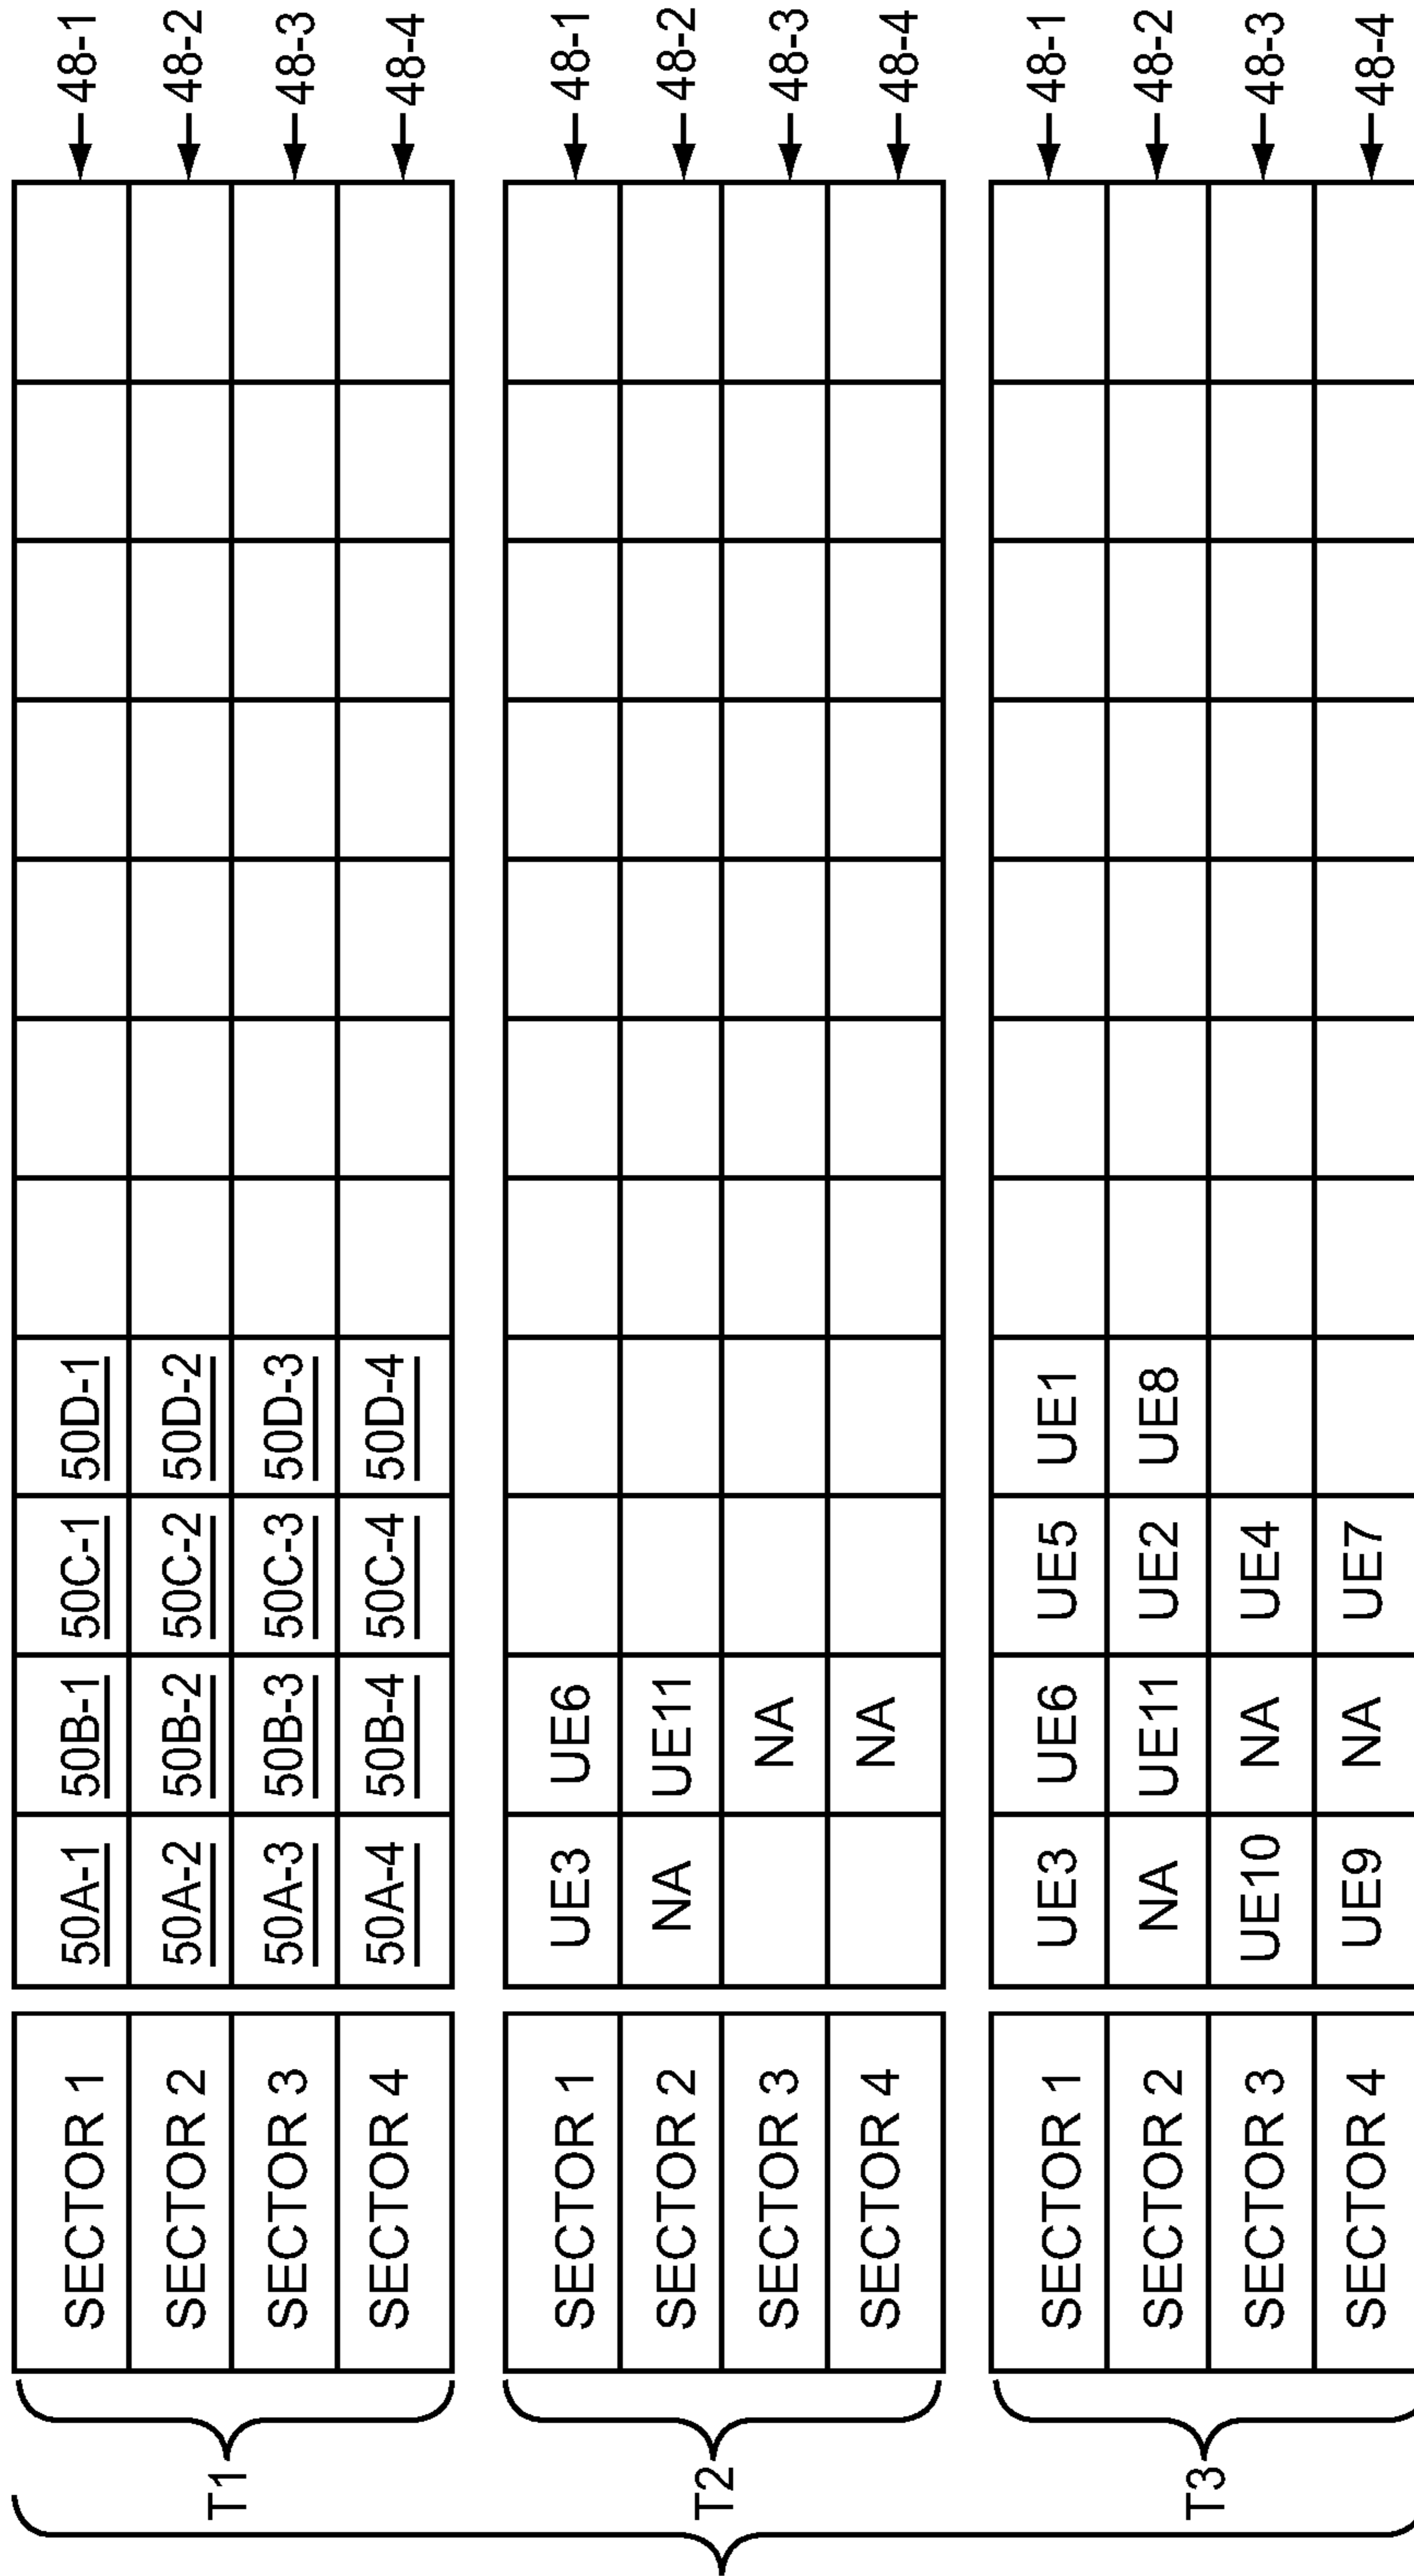 T1
SECTOR 1 50A-1 50B-1 50C-1 50D-1 48-1
SECTOR 2 50A-2 50B-2 50C-2 50D-2 48-2
SECTOR 3 50A-3 50B-3 50C-3 50D-3 48-3
SECTOR 4 50A-4 50B-4 50C-4 50D-4 48-4
T2
SECTOR 1 UE3 UE6 48-1
SECTOR 2 NA UE11 48-2
SECTOR 3 NA 48-3
SECTOR 4 NA 48-4
T3
SECTOR 1 UE3 UE6 UE5 UE1 48-1
SECTOR 2 NA UE11 UE2 UE8 48-2
SECTOR 3 UE10 NA UE4 48-3
SECTOR 4 UE9 NA UE7 48-4